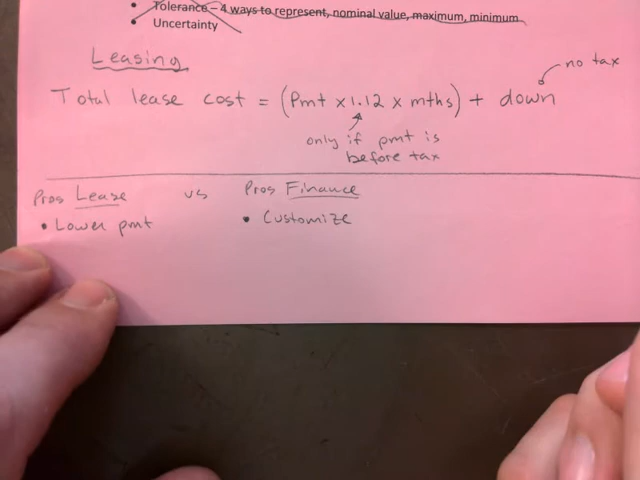 • Tolerance – 4 ways to represent, nominal value, maximum, minimum
• Uncertainty
Leasing
no tax
Total lease cost = (Pmt x 1.12 x mths) + down
only if pmt is
before tax
Pros Lease vs Pros Finance
• Lower pmt • Customize